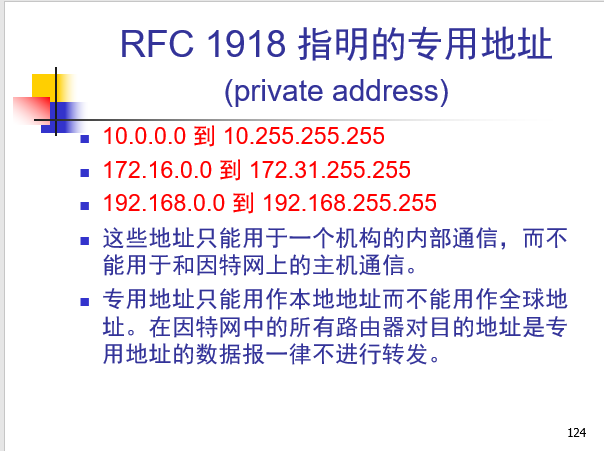 RFC 1918 指明的专用地址
(private address)
10.0.0.0 到 10.255.255.255
172.16.0.0 到 172.31.255.255
192.168.0.0 到 192.168.255.255
这些地址只能用于一个机构的内部通信，而不
能用于和因特网上的主机通信。
专用地址只能用作本地地址而不能用作全球地
址。在因特网中的所有路由器对目的地址是专
用地址的数据报一律不进行转发。
124